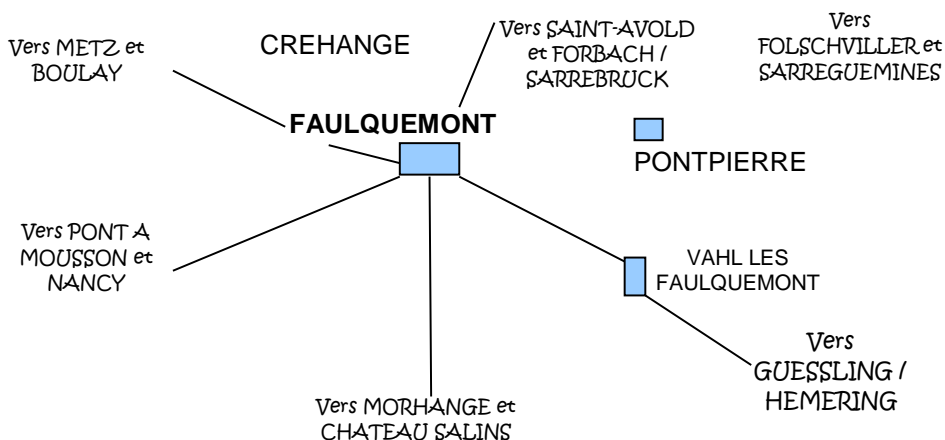 Vers METZ et
BOULAY
CREHANGE
Vers SAINT-AVOLD
et FORBACH /
SARREBRUCK
Vers
FOLSCHVILLER et
SARREGUEMINES
FAULQUEMONT
PONTPIERRE
Vers PONT A
MOUSSON et
NANCY
VAHL LES
FAULQUEMONT
Vers
GUESSLING /
HEMERING
Vers MORHANGE et
CHATEAU SALINS